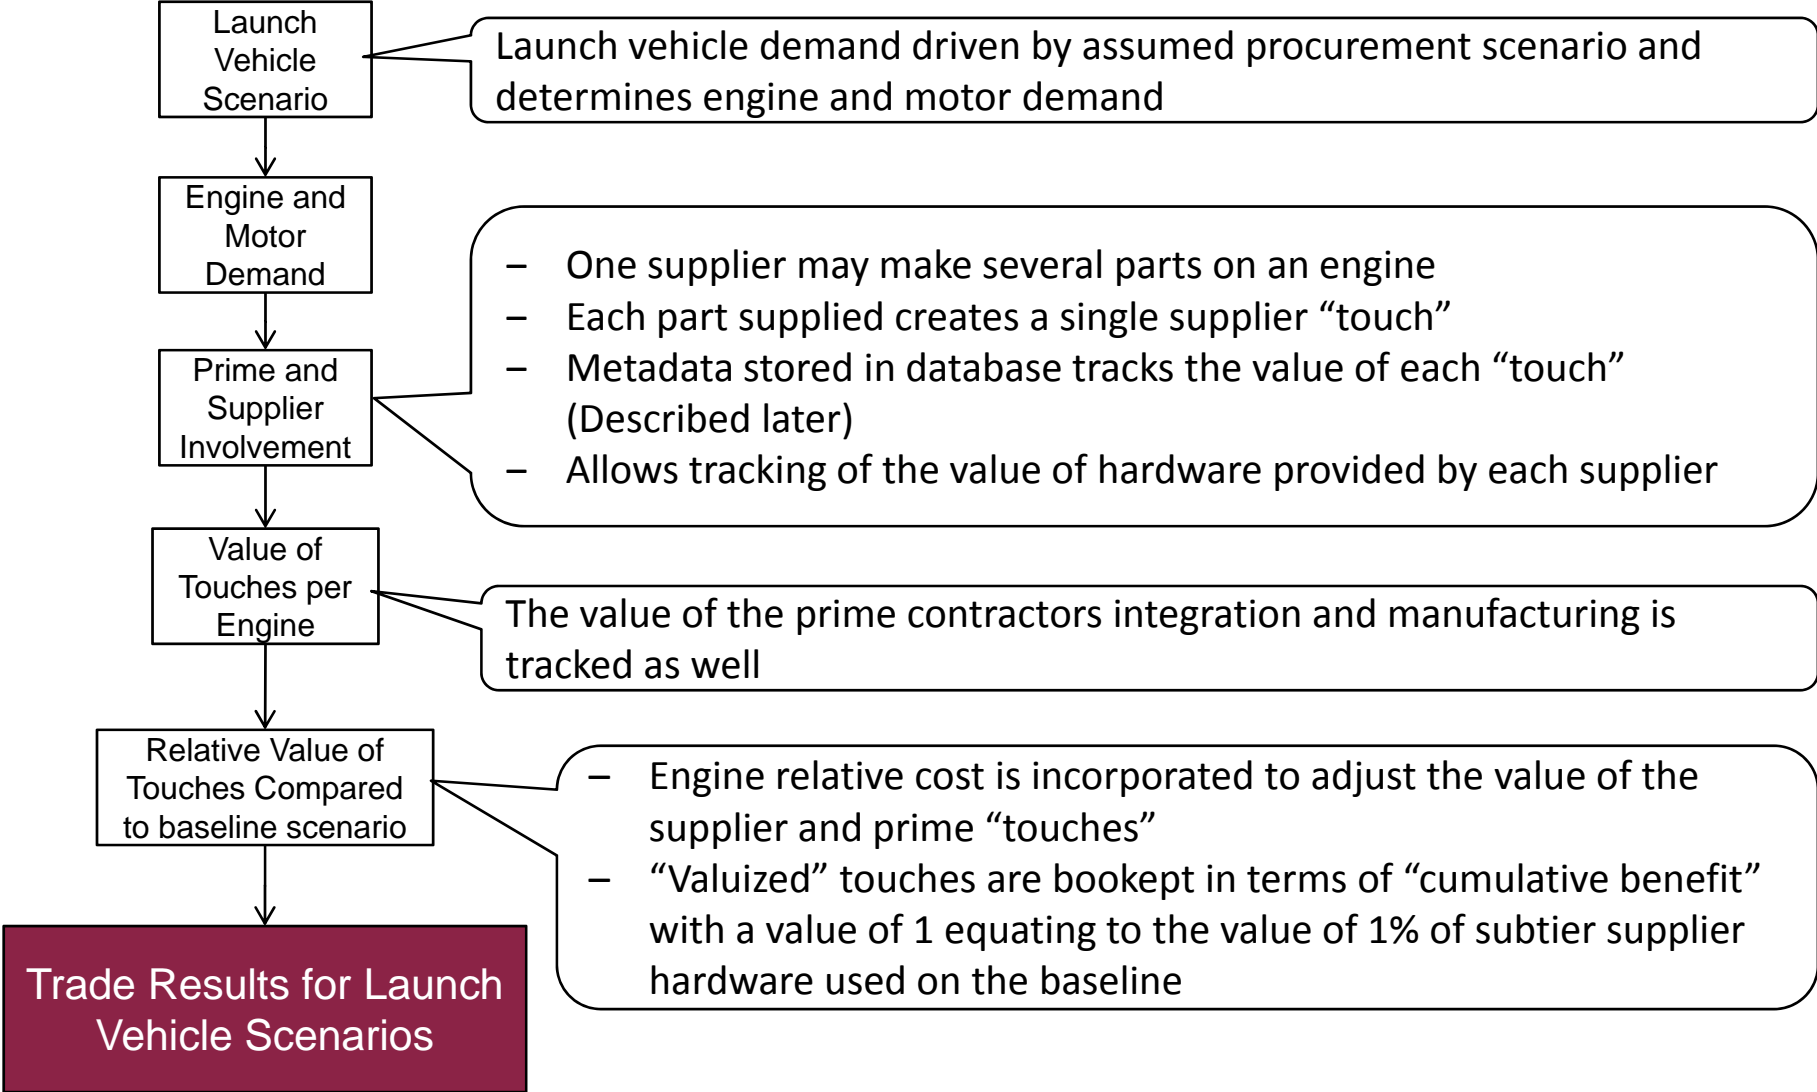 Launch
Vehicle
Scenario
Launch vehicle demand driven by assumed procurement scenario and
determines engine and motor demand
Engine and
Motor
Demand
– One supplier may make several parts on an engine
– Each part supplied creates a single supplier “touch”
– Metadata stored in database tracks the value of each “touch”
(Described later)
– Allows tracking of the value of hardware provided by each supplier
Prime and
Supplier
Involvement
Value of
Touches per
Engine
The value of the prime contractors integration and manufacturing is
tracked as well
Relative Value of
Touches Compared
to baseline scenario
– Engine relative cost is incorporated to adjust the value of the
supplier and prime “touches”
– “Valuized” touches are bookept in terms of “cumulative benefit”
with a value of 1 equating to the value of 1% of subtier supplier
hardware used on the baseline
Trade Results for Launch
Vehicle Scenarios